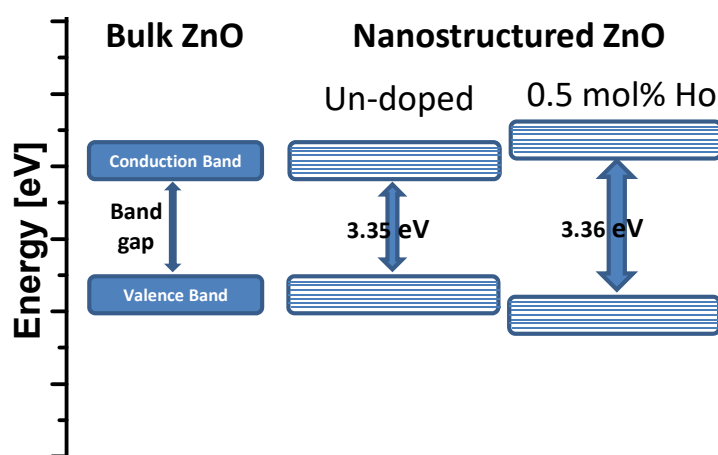 Bulk ZnO
Nanostructured ZnO
Un-doped
0.5 mol% Ho
Energy [eV]
Conduction Band
Band
gap
3.35 eV
3.36 eV
Valence Band